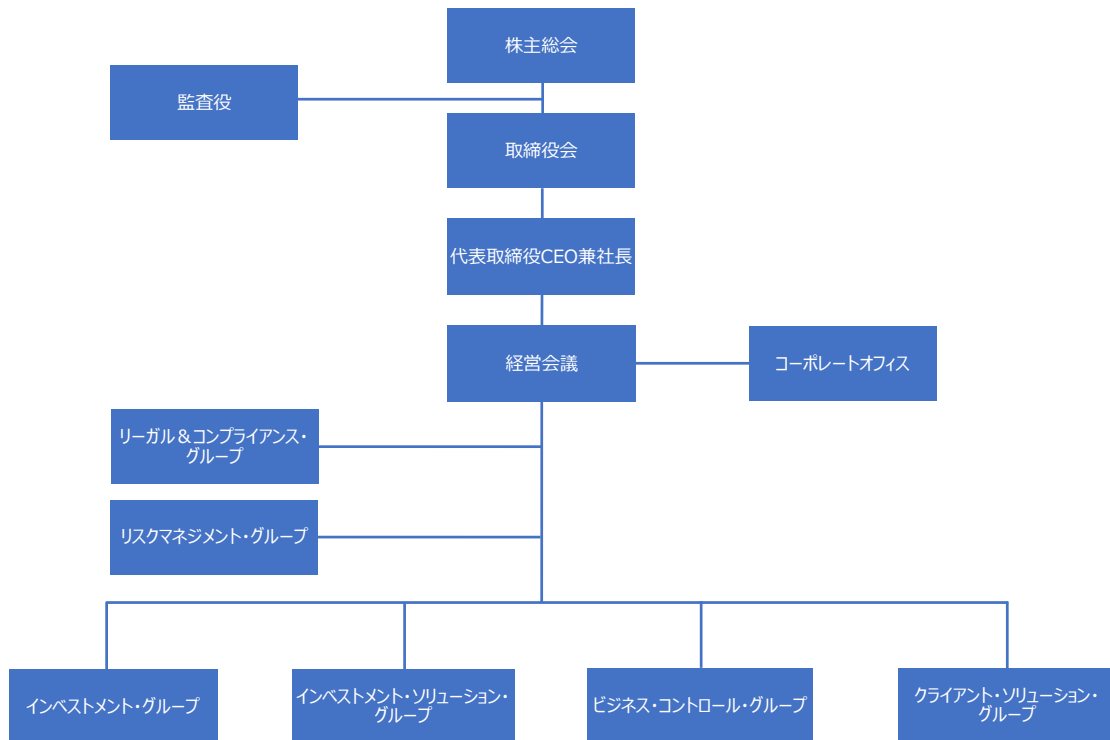 株主総会
監査役
取締役会
代表取締役CEO兼社長
経営会議
コーポレートオフィス
リーガル＆コンプライアンス・
グループ
リスクマネジメント・グループ
インベストメント・グループ
インベストメント・ソリューション・
グループ
ビジネス・コントロール・グループ
クライアント・ソリューション・
グループ